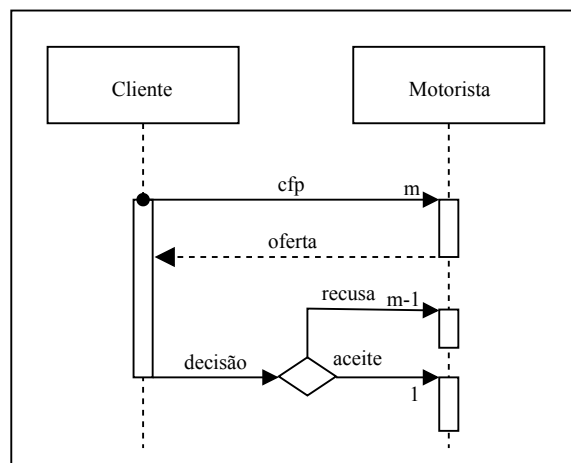 Cliente
Motorista
cfp
m
oferta
recusa
m-1
decisão
aceite
1